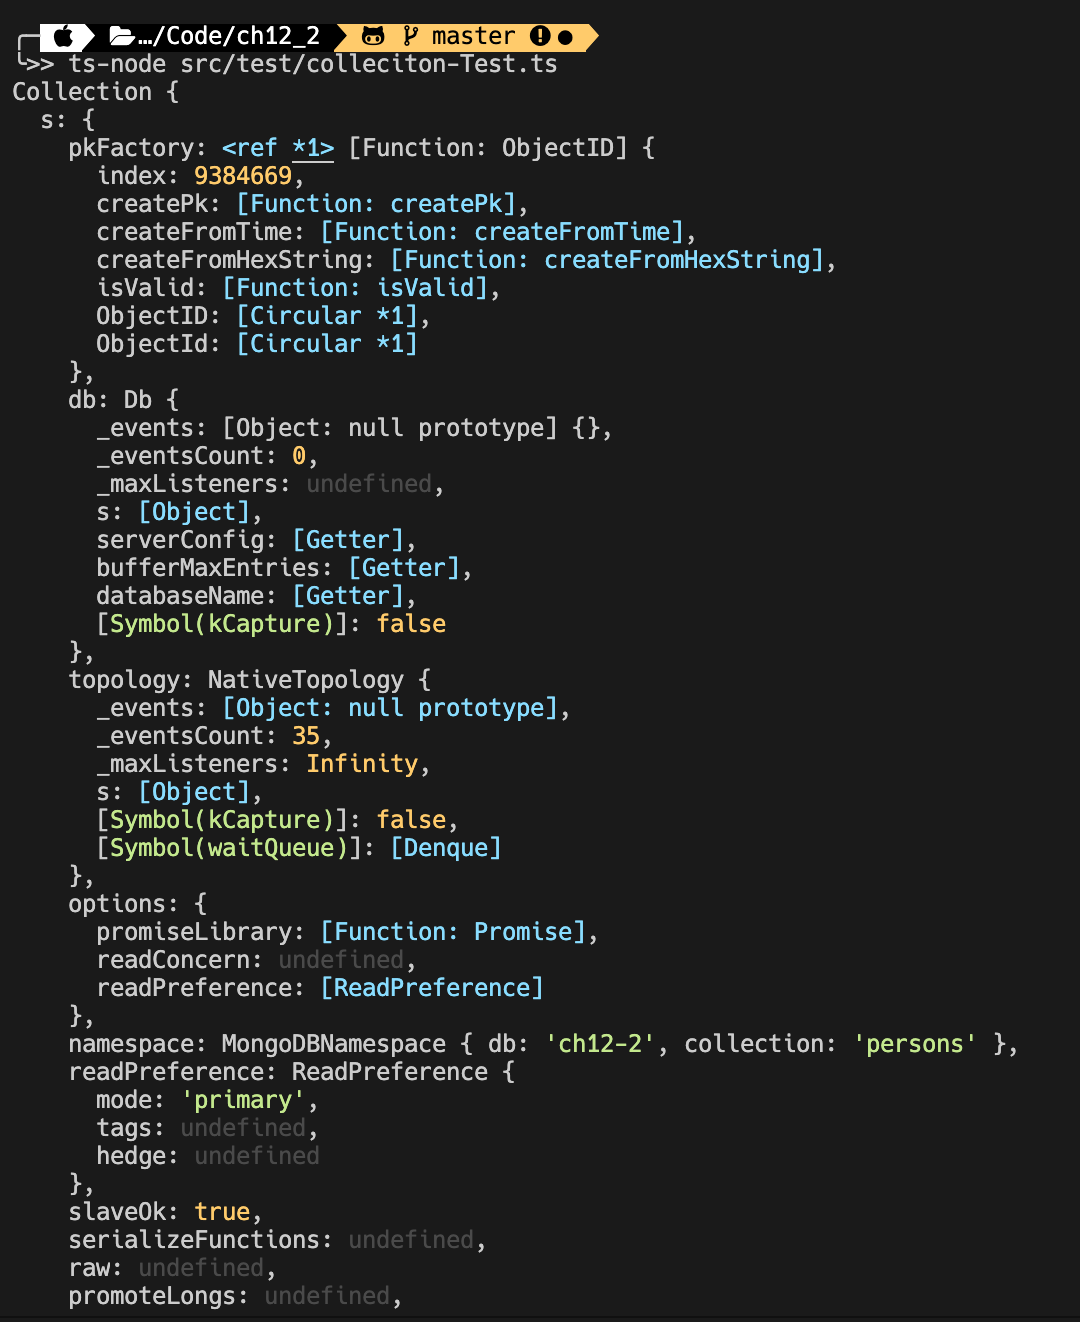 …/Code/ch12_2 master
>> ts-node src/test/colleciton-Test.ts
Collection {
  s: {
    pkFactory: <ref *1> [Function: ObjectID] {
      index: 9384669,
      createPk: [Function: createPk],
      createFromTime: [Function: createFromTime],
      createFromHexString: [Function: createFromHexString],
      isValid: [Function: isValid],
      ObjectID: [Circular *1],
      ObjectId: [Circular *1]
    },
    db: Db {
      _events: [Object: null prototype] {},
      _eventsCount: 0,
      _maxListeners: undefined,
      s: [Object],
      serverConfig: [Getter],
      bufferMaxEntries: [Getter],
      databaseName: [Getter],
      [Symbol(kCapture)]: false
    },
    topology: NativeTopology {
      _events: [Object: null prototype],
      _eventsCount: 35,
      _maxListeners: Infinity,
      s: [Object],
      [Symbol(kCapture)]: false,
      [Symbol(waitQueue)]: [Denque]
    },
    options: {
      promiseLibrary: [Function: Promise],
      readConcern: undefined,
      readPreference: [ReadPreference]
    },
    namespace: MongoDBNamespace { db: 'ch12-2', collection: 'persons' },
    readPreference: ReadPreference {
      mode: 'primary',
      tags: undefined,
      hedge: undefined
    },
    slaveOk: true,
    serializeFunctions: undefined,
    raw: undefined,
    promoteLongs: undefined,